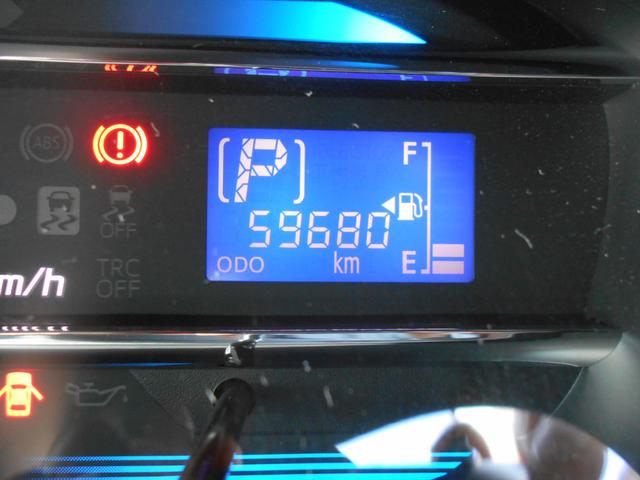 ABS
P F
59680
OFF
ODO km E
m/h
TRC
OFF